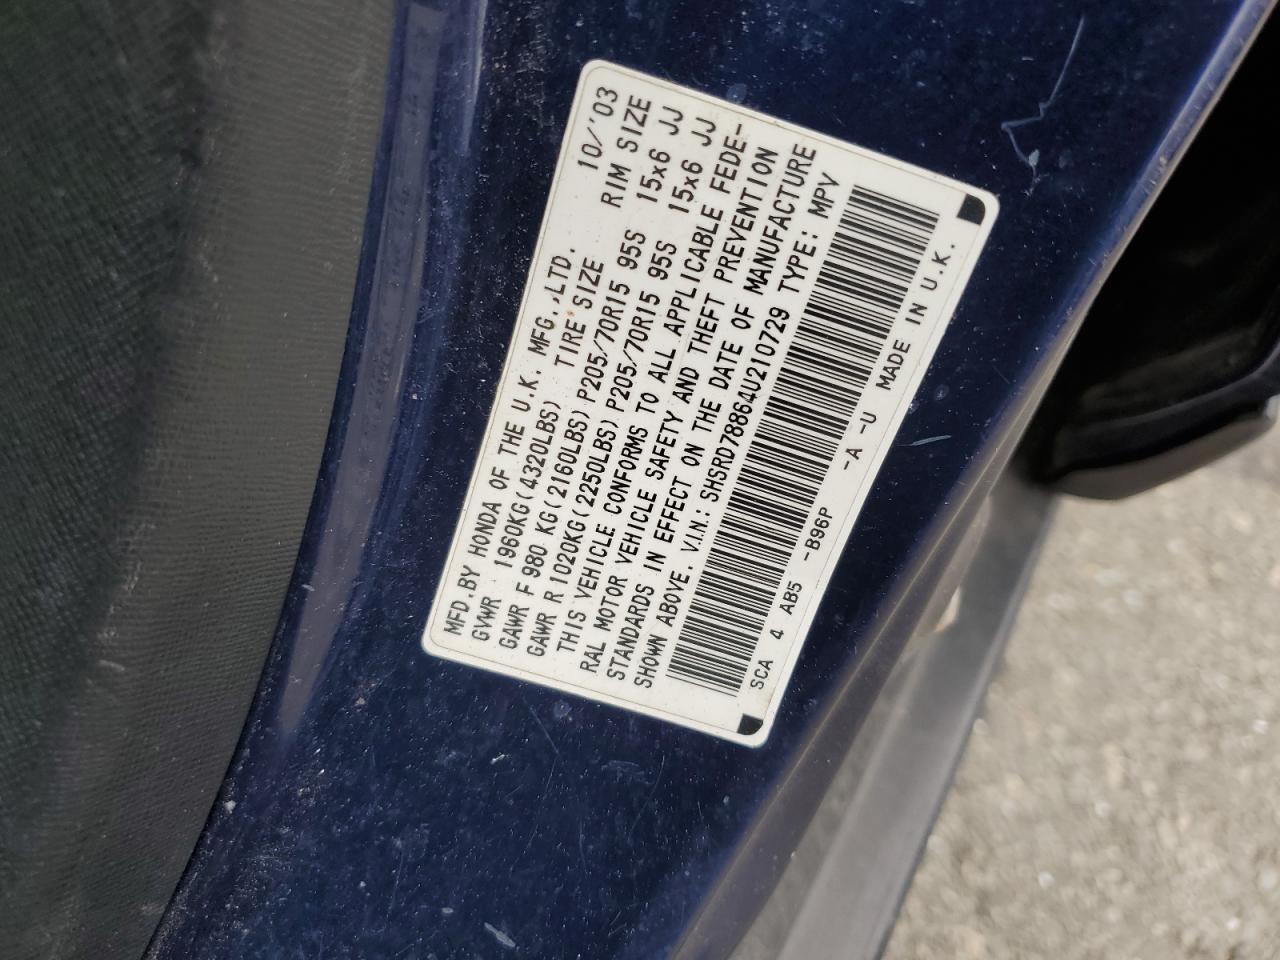 MFD.BY HONDA OF THE U.K. MFG.,LTD. 10/'03
GVWR 1960KG(4320LBS) TIRE SIZE RIM SIZE
GAWR F 980 KG(2160LBS) P205/70R15 95S 15x6 JJ
GAWR R 1020KG(2250LBS) P205/70R15 95S 15x6 JJ
THIS VEHICLE CONFORMS TO ALL APPLICABLE FEDE-
RAL MOTOR VEHICLE SAFETY AND THEFT PREVENTION
STANDARDS IN EFFECT ON THE DATE OF MANUFACTURE
SHOWN ABOVE. V.I.N.: SHSRD78864U210729 TYPE: MPV
SCA 4 AB5 -B96P -A -U MADE IN U.K.